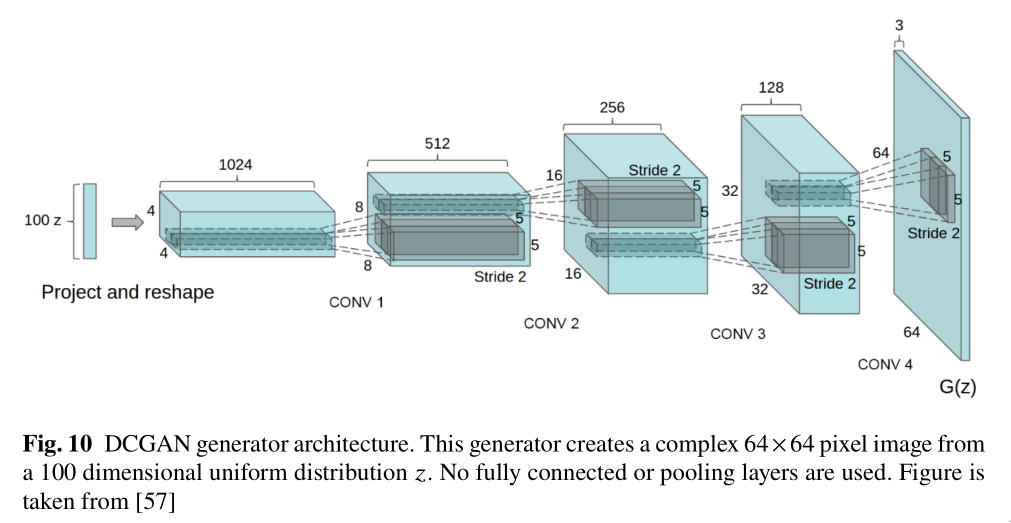 3
128
256
512
1024
100 z
4
4
8
8
5
5
Stride 2
16
16
Stride 2
5
5
32
32
5
5
Stride 2
64
64
5
5
Stride 2
Project and reshape
CONV 1
CONV 2
CONV 3
CONV 4
G(z)
Fig. 10 DCGAN generator architecture. This generator creates a complex 64×64 pixel image from
a 100 dimensional uniform distribution z. No fully connected or pooling layers are used. Figure is
taken from [57]